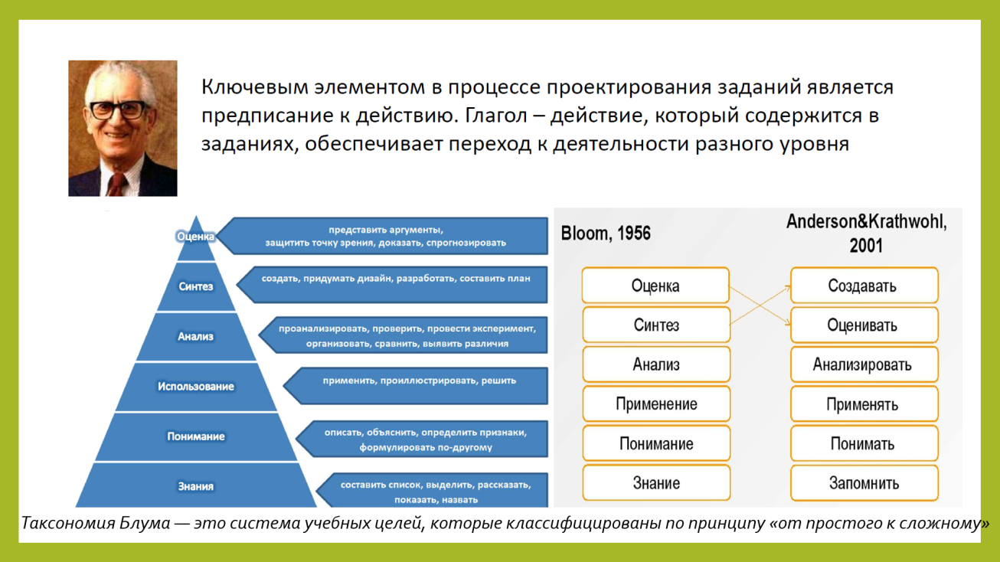 Ключевым элементом в процессе проектирования заданий является
предписание к действию. Глагол – действие, который содержится в
заданиях, обеспечивает переход к деятельности разного уровня
Оценка
представить аргументы,
защитить точку зрения, доказать, спрогнозировать
Синтез
создать, придумать дизайн, разработать, составить план
Анализ
проанализировать, проверить, провести эксперимент,
организовать, сравнить, выявить различия
Использование
применить, проиллюстрировать, решить
Понимание
описать, объяснить, определить признаки,
формулировать по-другому
Знания
составить список, выделить, рассказать,
показать, назвать
Bloom, 1956
Anderson&Krathwohl,
2001
Оценка
Создавать
Синтез
Оценивать
Анализ
Анализировать
Применение
Применять
Понимание
Понимать
Знание
Запомнить
Таксономия Блума — это система учебных целей, которые классифицированы по принципу «от простого к сложному»